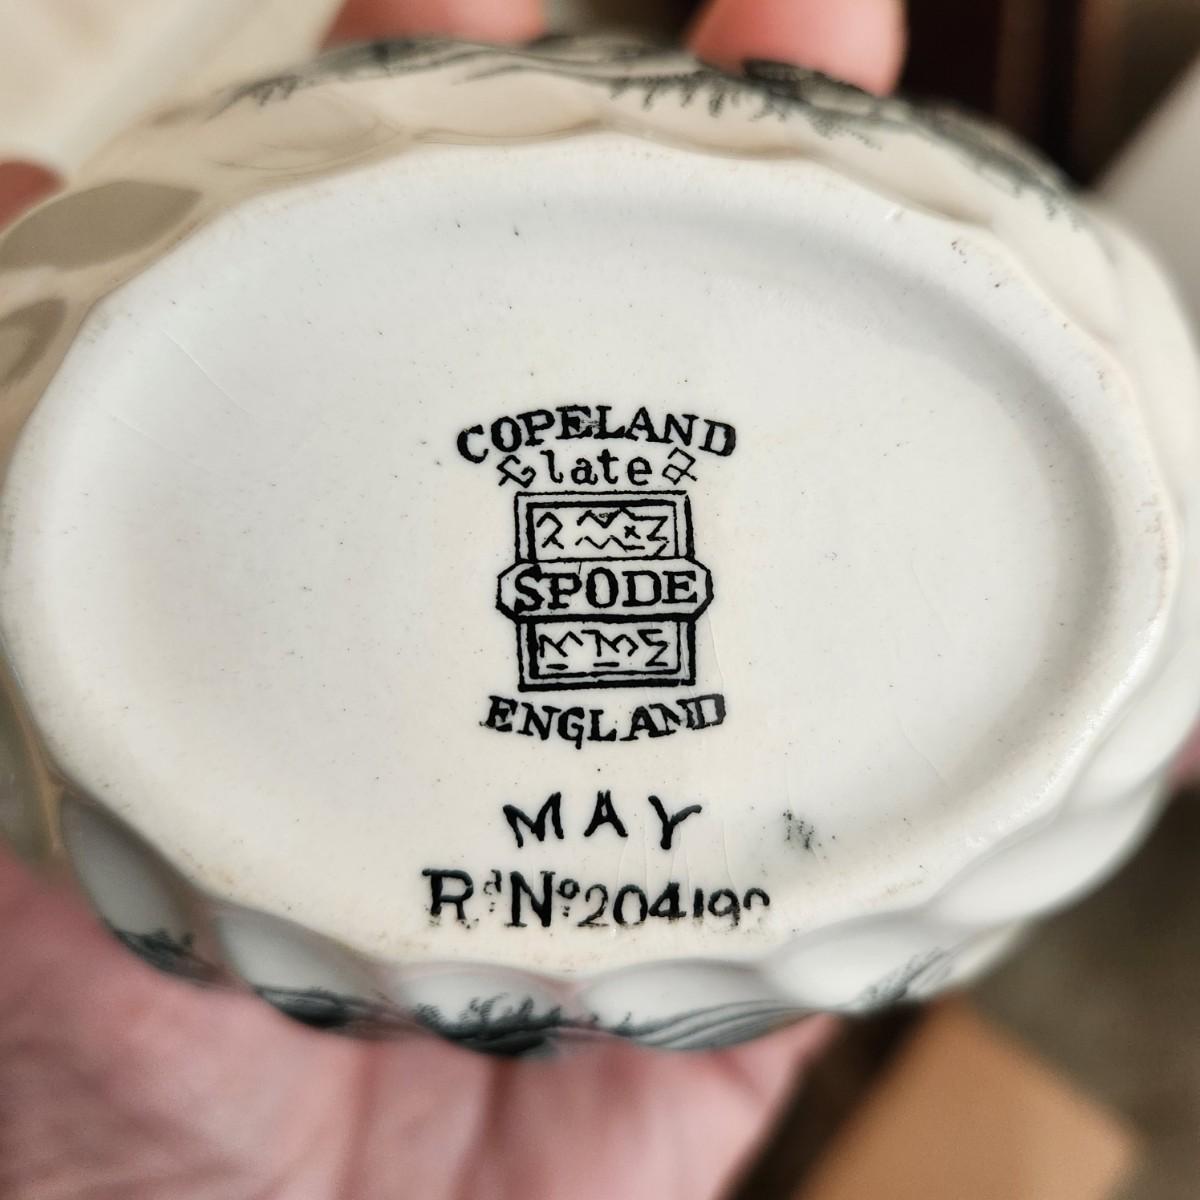 COPELAND
late
SPODE
ENGLAND
MAY
Rd No 204190